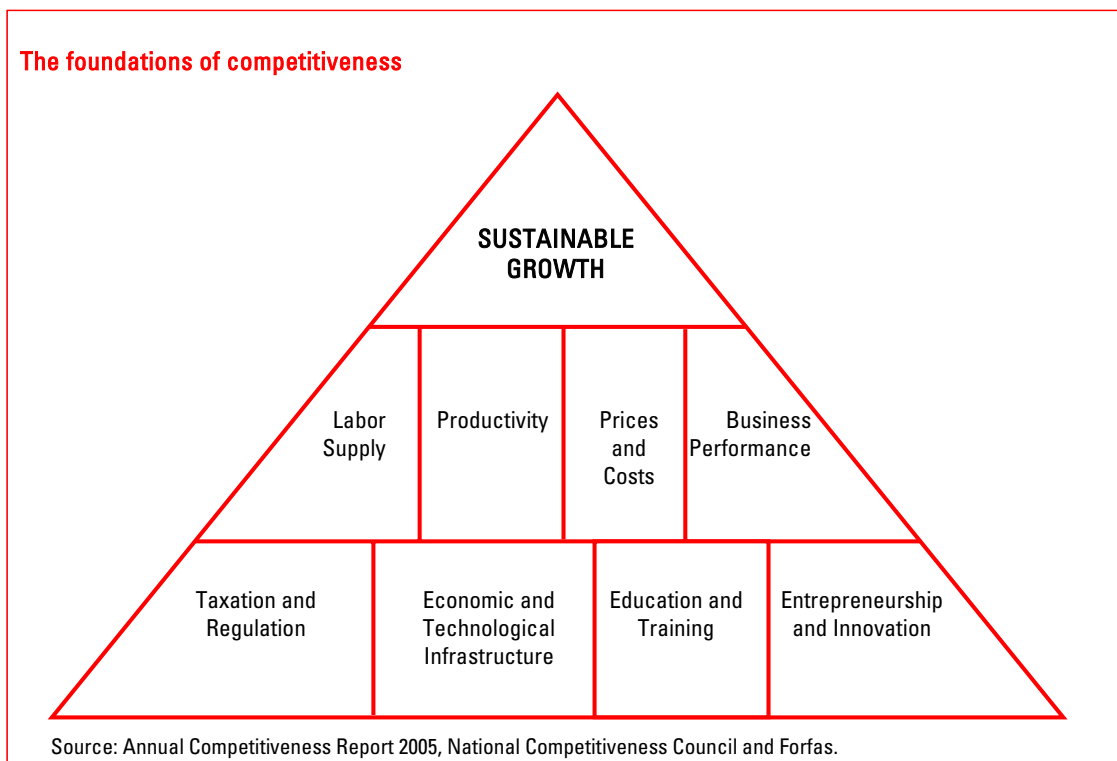 The foundations of competitiveness
SUSTAINABLE
GROWTH
Labor
Supply
Productivity
Prices
and
Costs
Business
Performance
Taxation and
Regulation
Economic and
Technological
Infrastructure
Education and
Training
Entrepreneurship
and Innovation
Source: Annual Competitiveness Report 2005, National Competitiveness Council and Forfas.